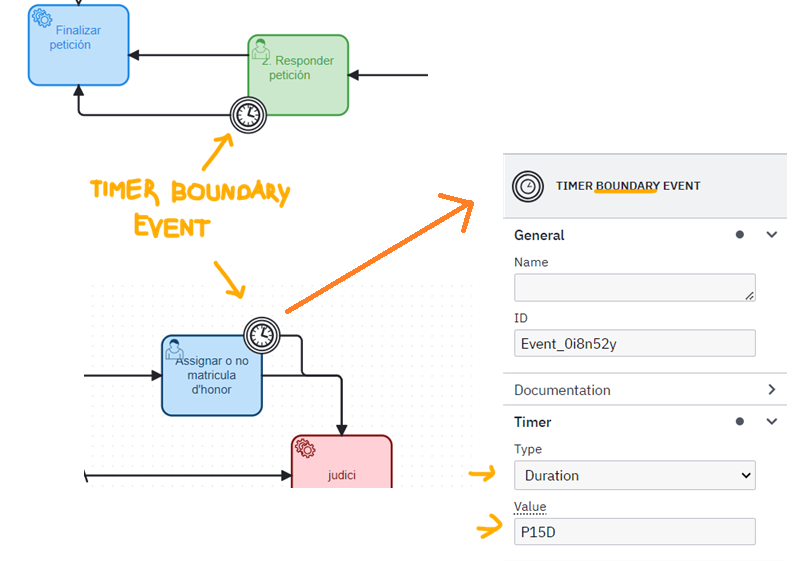 Finalizar
petición
2. Responder
petición
TIMER BOUNDARY
EVENT
Assignar o no
matricula
d'honor
judici
TIMER BOUNDARY EVENT
General
Name
ID
Event_0i8n52y
Documentation
Timer
Type
Duration
Value
P15D